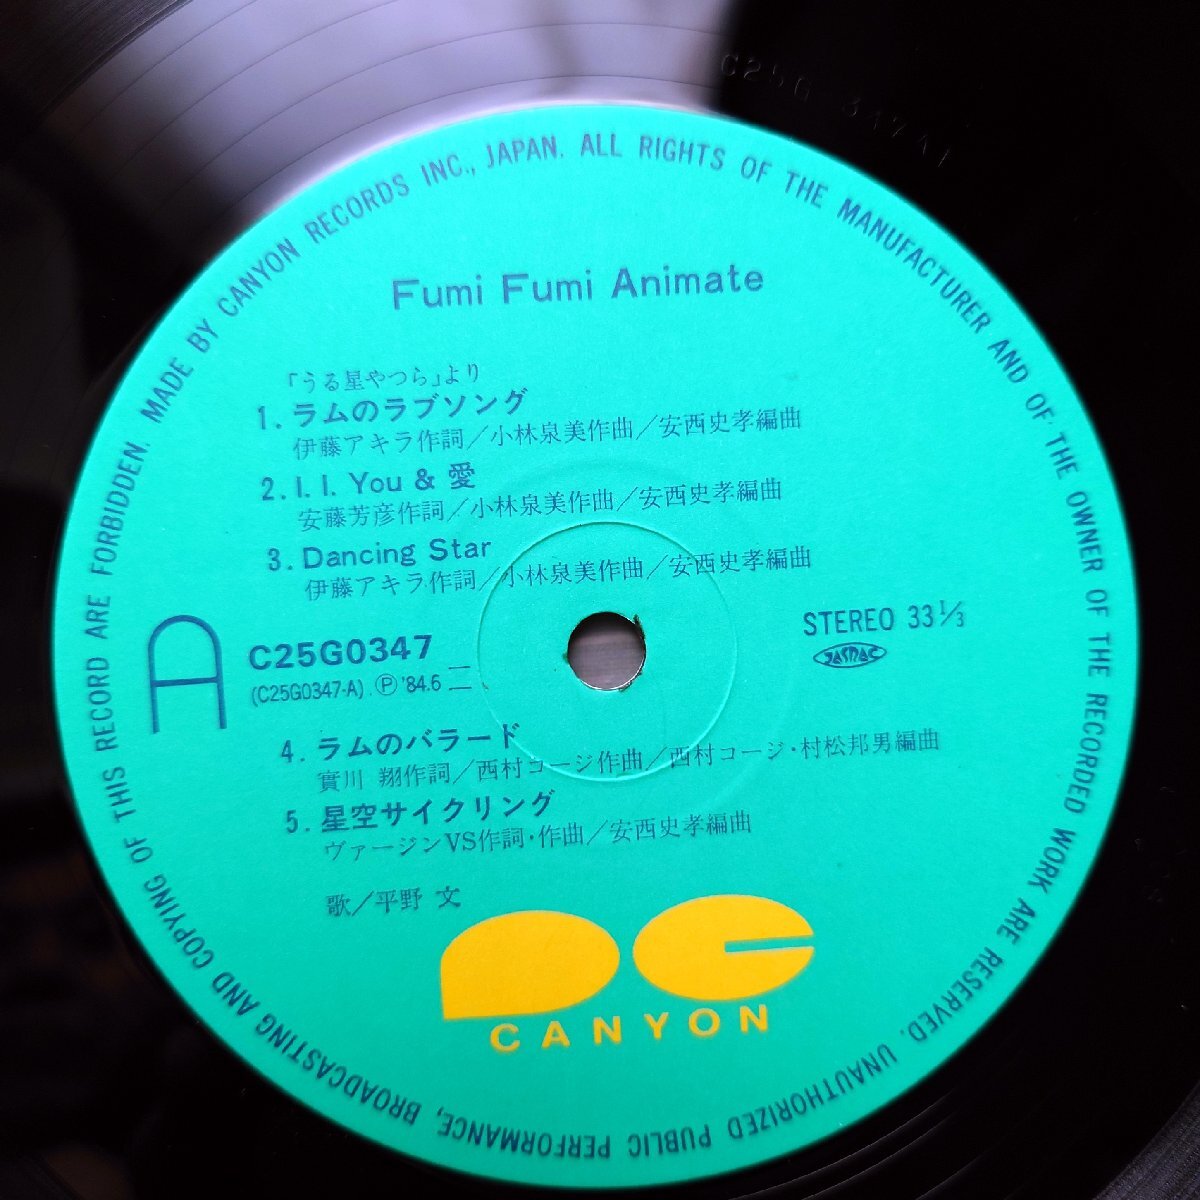 MADE BY CANYON RECORDS INC., JAPAN. ALL RIGHTS OF THE MANUFACTURER AND OF THE OWNER OF THE RECORDED WORK ARE RESERVED. UNAUTHORIZED PUBLIC PERFORMANCE, BROADCASTING AND COPYING OF THIS RECORD ARE FORBIDDEN.
C25G 347A1
Fumi Fumi Animate
「うる星やつら」より
1. ラムのラブソング
伊藤アキラ作詞/小林泉美作曲/安西史孝編曲
2. I. I. You & 愛
安藤芳彦作詞/小林泉美作曲/安西史孝編曲
3. Dancing Star
伊藤アキラ作詞/小林泉美作曲/安西史孝編曲
A
C25G0347
(C25G0347-A) Ⓟ'84.6
STEREO 33 1/3
JASRAC
4. ラムのバラード
實川 翔作詞/西村コージ作曲/西村コージ・村松邦男編曲
5. 星空サイクリング
ヴァージンVS作詞・作曲/安西史孝編曲
歌/平野 文
CANYON